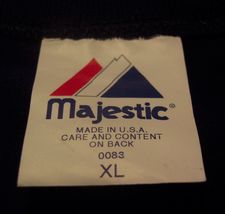 Majestic®
MADE IN U.S.A.
CARE AND CONTENT
ON BACK
0083
XL